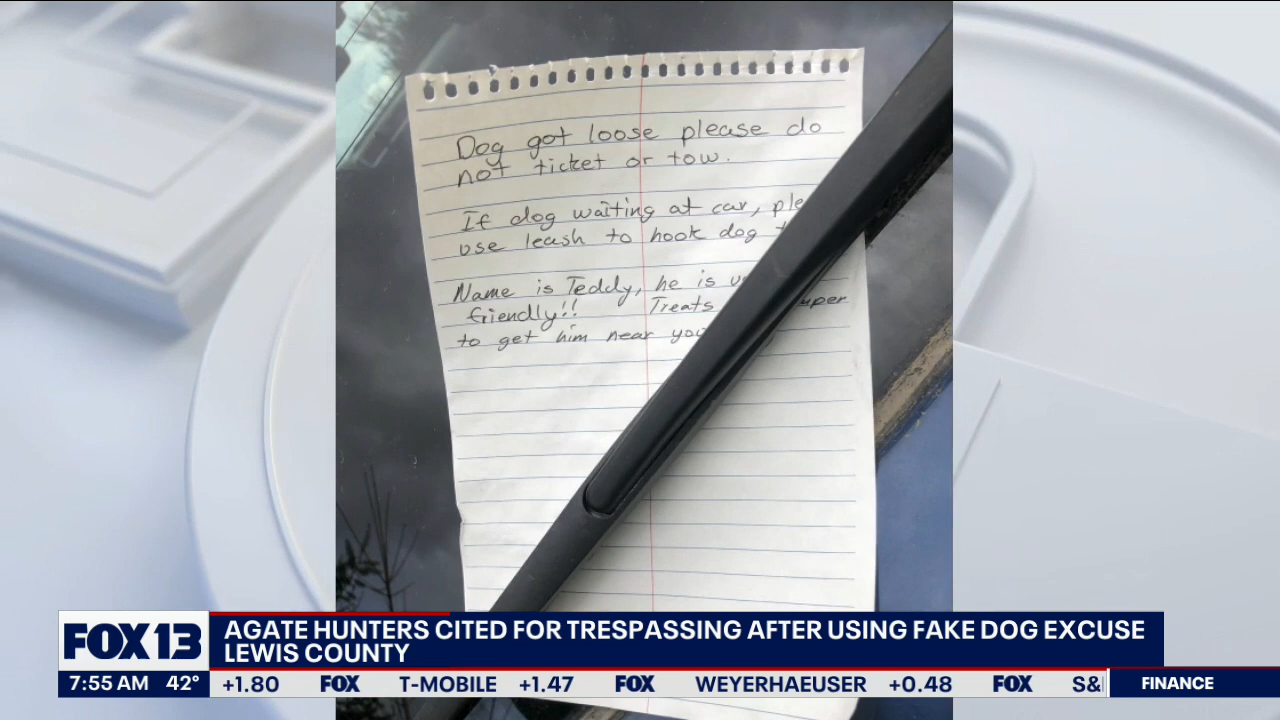 Dog got loose please do
not ticket or tow.
If dog waiting at car,
use leash to hook dog
Name is Teddy, he is
friendly!! Treats
to get him near
FOX 13
AGATE HUNTERS CITED FOR TRESPASSING AFTER USING FAKE DOG EXCUSE
LEWIS COUNTY
7:55 AM 42°
+1.80 FOX T-MOBILE +1.47 FOX WEYERHAEUSER +0.48 FOX S&
FINANCE